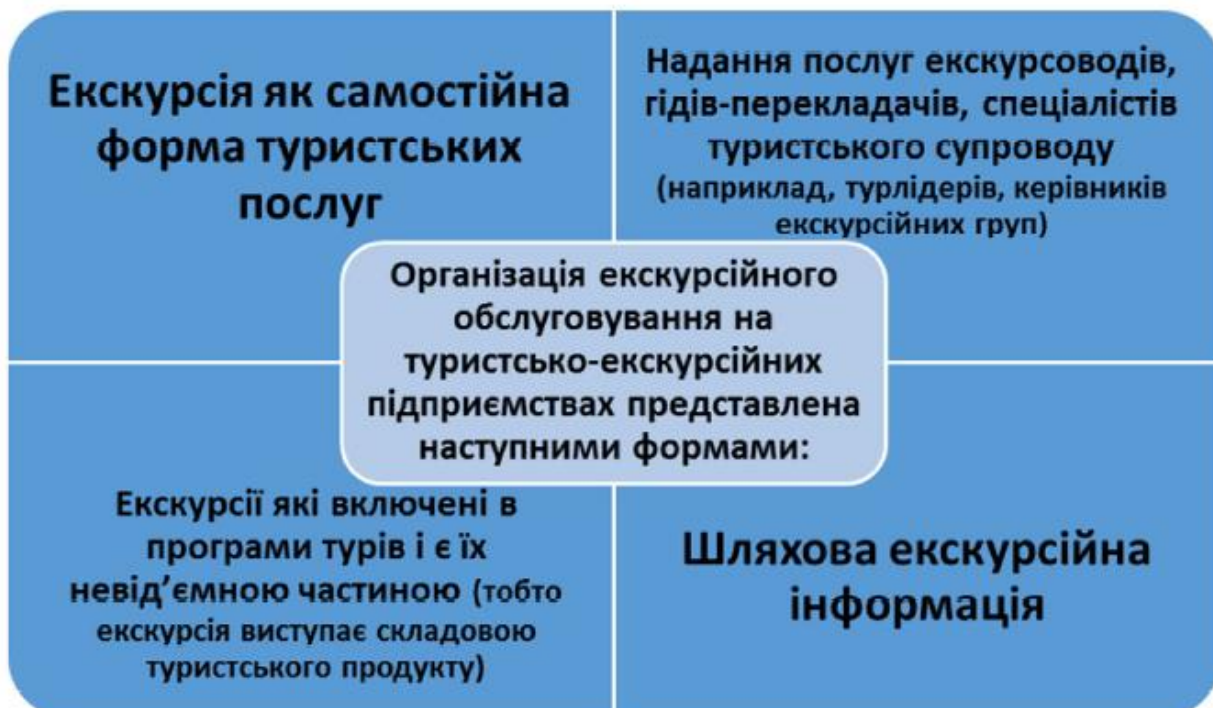 Екскурсія як самостійна
форма туристських
послуг
Надання послуг екскурсоводів,
гідів-перекладачів, спеціалістів
туристського супроводу
(наприклад, турлідерів, керівників
екскурсійних груп)
Організація екскурсійного
обслуговування на
туристсько-екскурсійних
підприємствах представлена
наступними формами:
Екскурсії які включені в
програми турів і є їх
невід’ємною частиною (тобто
екскурсія виступає складовою
туристського продукту)
Шляхова екскурсійна
інформація